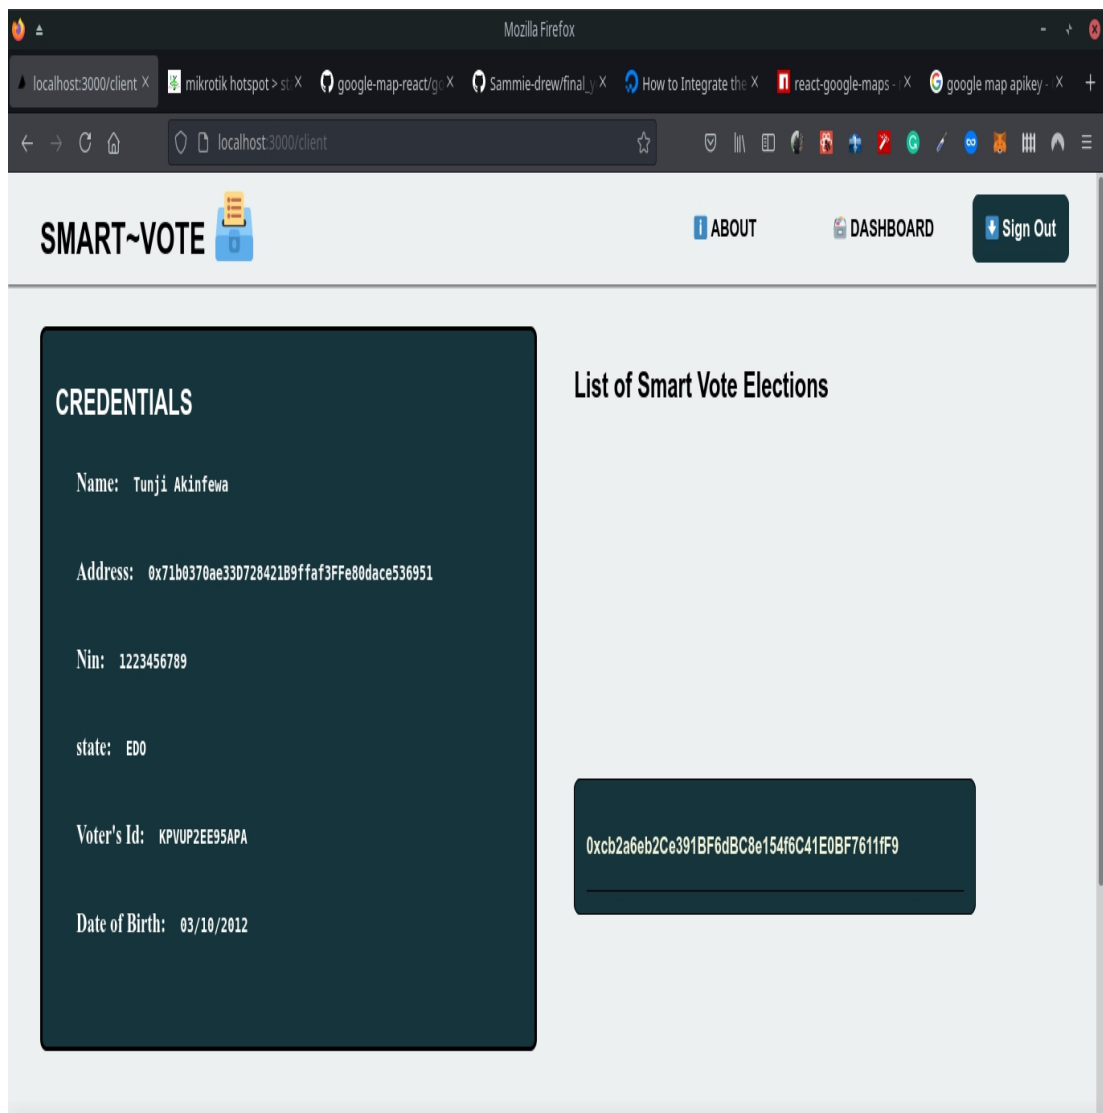 Mozilla Firefox
localhost:3000/client
mikrotik hotspot > st
google-map-react/go
Sammie-drew/final_y
How to Integrate the
react-google-maps -
google map apikey -
localhost:3000/client
SMART~VOTE
ABOUT
DASHBOARD
Sign Out
CREDENTIALS
Name: Tunji Akinfewa
Address: 0x71b0370ae33D728421B9ffaf3FFe80dace536951
Nin: 1223456789
state: EDO
Voter's Id: KPVUP2EE95APA
Date of Birth: 03/10/2012
List of Smart Vote Elections
0xcb2a6eb2Ce391BF6dBC8e154f6C41E0BF7611fF9